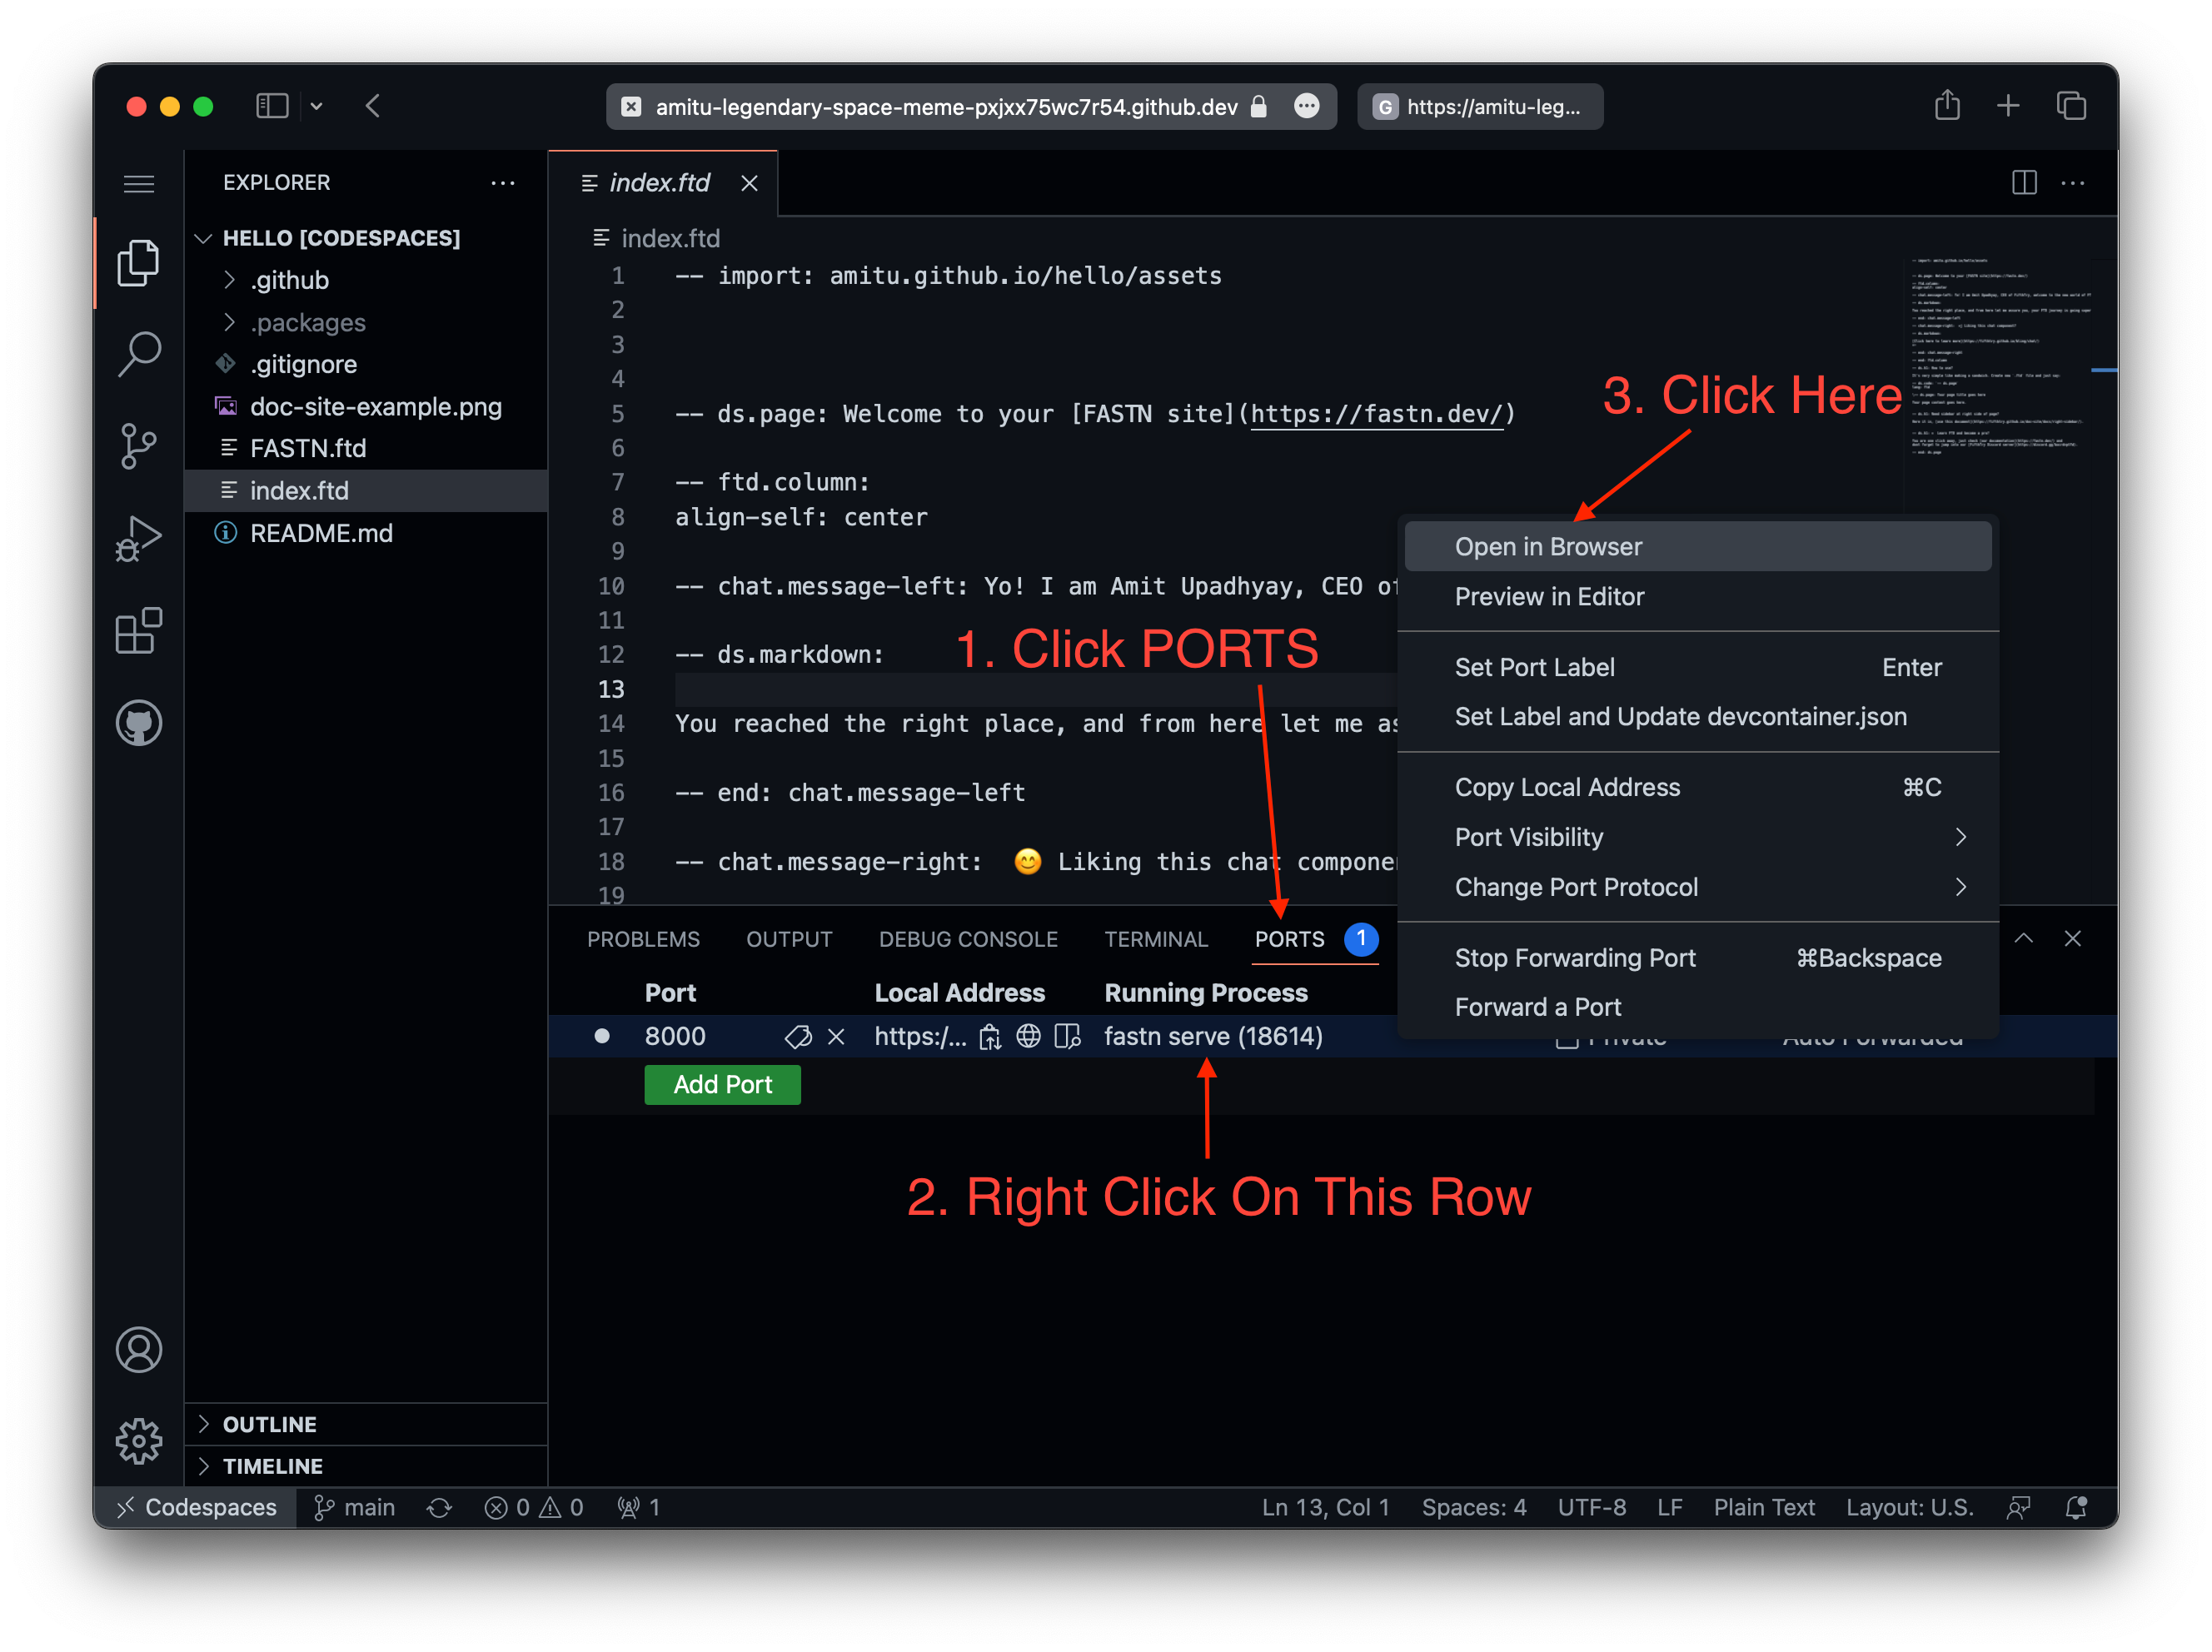 amitu-legendary-space-meme-pxjxx75wc7r54.github.dev
G https://amitu-leg...
EXPLORER
HELLO [CODESPACES]
.github
.packages
.gitignore
doc-site-example.png
FASTN.ftd
index.ftd
README.md
OUTLINE
TIMELINE
index.ftd
index.ftd
1 -- import: amitu.github.io/hello/assets
2
3
4
5 -- ds.page: Welcome to your [FASTN site](https://fastn.dev/)
6
7 -- ftd.column:
8 align-self: center
9
10 -- chat.message-left: Yo! I am Amit Upadhyay, CEO of
11
12 -- ds.markdown:
13
14 You reached the right place, and from here let me as
15
16 -- end: chat.message-left
17
18 -- chat.message-right: 😊 Liking this chat componen
19
3. Click Here
1. Click PORTS
Open in Browser
Preview in Editor
Set Port Label Enter
Set Label and Update devcontainer.json
Copy Local Address ⌘C
Port Visibility
Change Port Protocol
Stop Forwarding Port ⌘Backspace
Forward a Port
PROBLEMS OUTPUT DEBUG CONSOLE TERMINAL PORTS 1
Port Local Address Running Process
8000 https:/... fastn serve (18614) Private Auto Forwarded
Add Port
2. Right Click On This Row
Codespaces main 0 0 1 Ln 13, Col 1 Spaces: 4 UTF-8 LF Plain Text Layout: U.S.